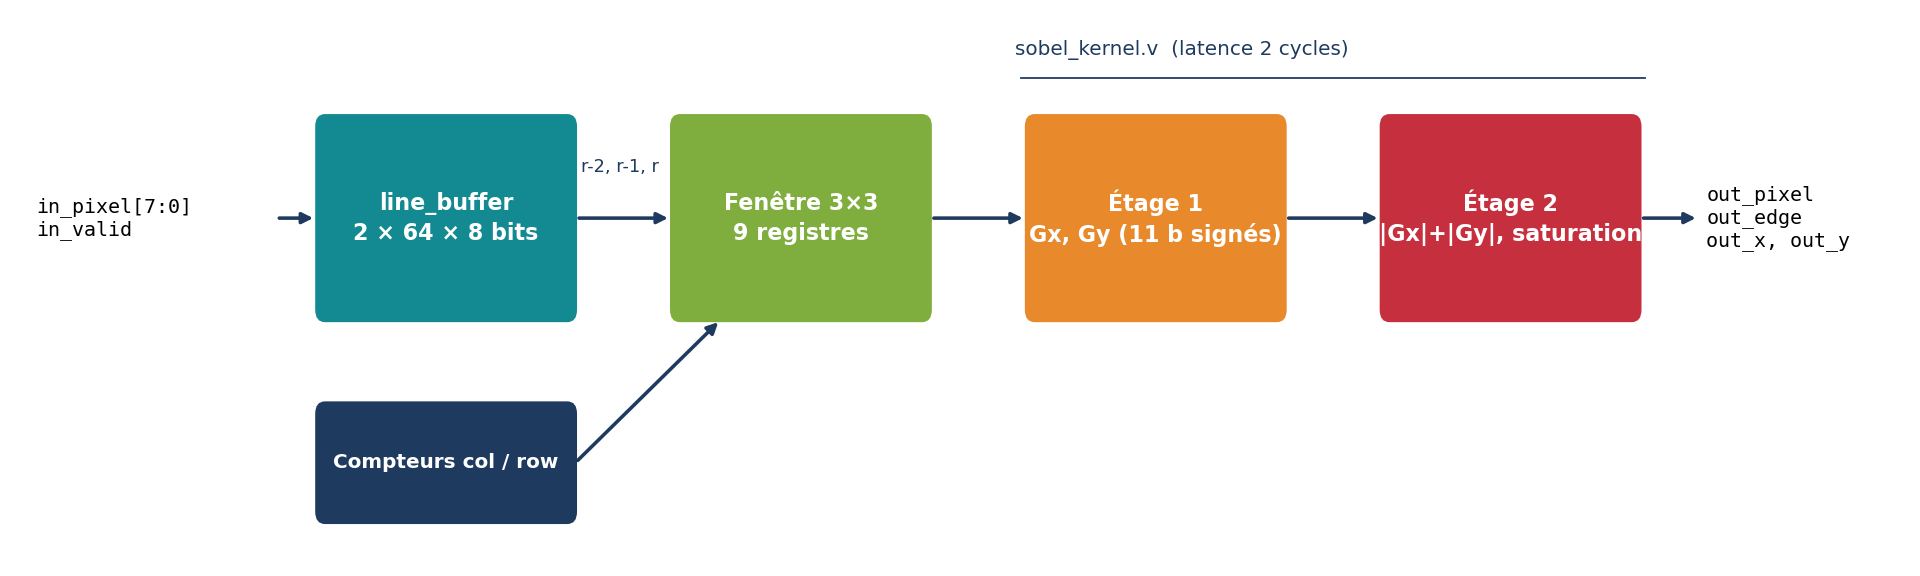 sobel_kernel.v (latence 2 cycles)
in_pixel[7:0]
in_valid
line_buffer
2 × 64 × 8 bits
r-2, r-1, r
Fenêtre 3×3
9 registres
Étage 1
Gx, Gy (11 b signés)
Étage 2
|Gx|+|Gy|, saturation
out_pixel
out_edge
out_x, out_y
Compteurs col / row